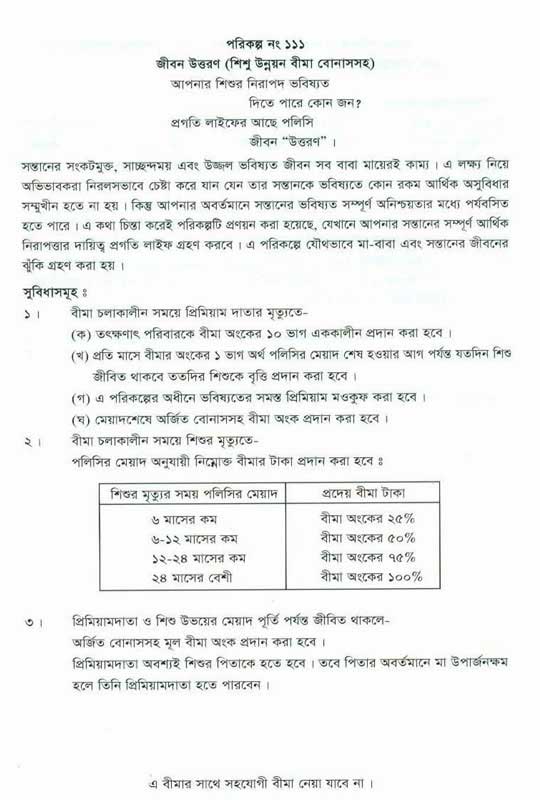 পরিকল্প নং ১১১
জীবন উত্তরণ (শিশু উন্নয়ন বীমা বোনাসসহ)
আপনার শিশুর নিরাপদ ভবিষ্যত
দিতে পারে কোন জন?
প্রগতি লাইফের আছে পলিসি
জীবন “উত্তরণ”।
সন্তানের সংকটমুক্ত, সাচ্ছন্দময় এবং উজ্জল ভবিষ্যত জীবন সব বাবা মায়েরই কাম্য। এ লক্ষ্য নিয়ে
অভিভাবকরা নিরলসভাবে চেষ্টা করে যান যেন তার সন্তানকে ভবিষ্যতে কোন রকম আর্থিক অসুবিধার
সম্মুখীন হতে না হয়। কিন্তু আপনার অবর্তমানে সন্তানের ভবিষ্যত সম্পূর্ণ অনিশ্চয়তার মধ্যে পর্যবসিত
হতে পারে। এ কথা চিন্তা করেই পরিকল্পটি প্রণয়ন করা হয়েছে, যেখানে আপনার সন্তানের সম্পূর্ণ আর্থিক
নিরাপত্তার দায়িত্ব প্রগতি লাইফ গ্রহণ করবে। এ পরিকল্পে যৌথভাবে মা-বাবা এবং সন্তানের জীবনের
ঝুঁকি গ্রহণ করা হয়।
সুবিধাসমূহ ঃ
১। বীমা চলাকালীন সময়ে প্রিমিয়াম দাতার মৃত্যুতে-
(ক) তৎক্ষণাৎ পরিবারকে বীমা অংকের ১০ ভাগ এককালীন প্রদান করা হবে।
(খ) প্রতি মাসে বীমার অংকের ১ ভাগ অর্থ পলিসির মেয়াদ শেষ হওয়ার আগ পর্যন্ত যতদিন শিশু
জীবিত থাকবে ততদির শিশুকে বৃত্তি প্রদান করা হবে।
(গ) এ পরিকল্পের অধীনে ভবিষ্যতের সমস্ত প্রিমিয়াম মওকুফ করা হবে।
(ঘ) মেয়াদশেষে অর্জিত বোনাসসহ বীমা অংক প্রদান করা হবে।
২। বীমা চলাকালীন সময়ে শিশুর মৃত্যুতে-
পলিসির মেয়াদ অনুযায়ী নিম্নোক্ত বীমার টাকা প্রদান করা হবে ঃ
শিশুর মৃত্যুর সময় পলিসির মেয়াদ প্রদেয় বীমা টাকা
৬ মাসের কম বীমা অংকের ২৫%
৬-১২ মাসের কম বীমা অংকের ৫০%
১২-২৪ মাসের কম বীমা অংকের ৭৫%
২৪ মাসের বেশী বীমা অংকের ১০০%
৩। প্রিমিয়ামদাতা ও শিশু উভয়ের মেয়াদ পূর্তি পর্যন্ত জীবিত থাকলে-
অর্জিত বোনাসসহ মূল বীমা অংক প্রদান করা হবে।
প্রিমিয়ামদাতা অবশ্যই শিশুর পিতাকে হতে হবে। তবে পিতার অবর্তমানে মা উপার্জনক্ষম
হলে তিনি প্রিমিয়ামদাতা হতে পারবেন।
এ বীমার সাথে সহযোগী বীমা নেয়া যাবে না।